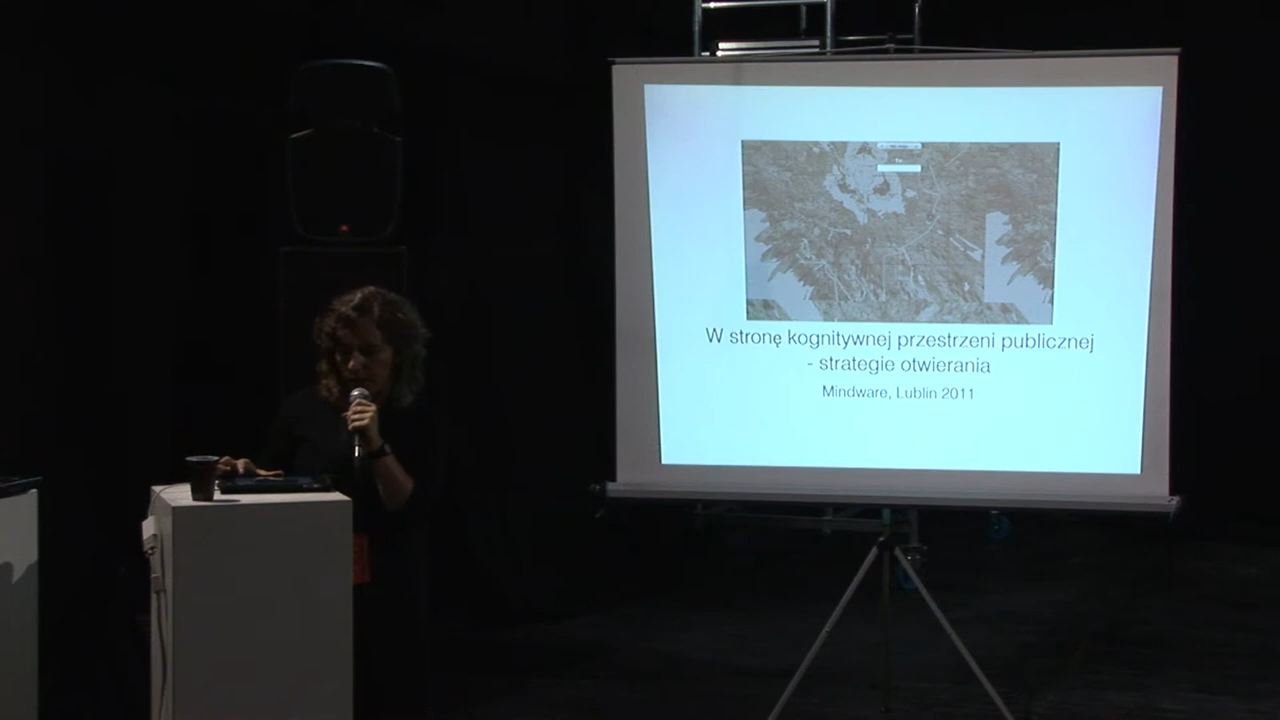 W stronę kognitywnej przestrzeni publicznej
- strategie otwierania
Mindware, Lublin 2011